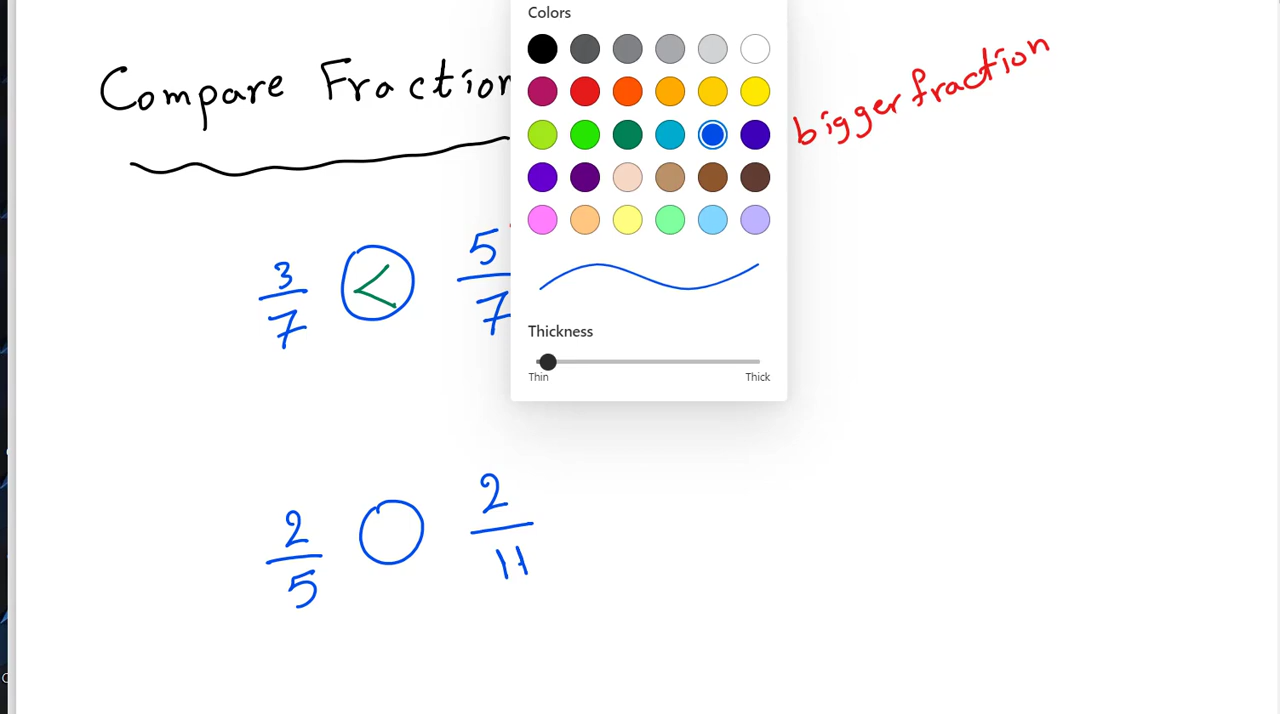 Colors
Compare Fraction
bigger fraction
3/7 < 5/7
Thickness
Thin Thick
2/5 ○ 2/11